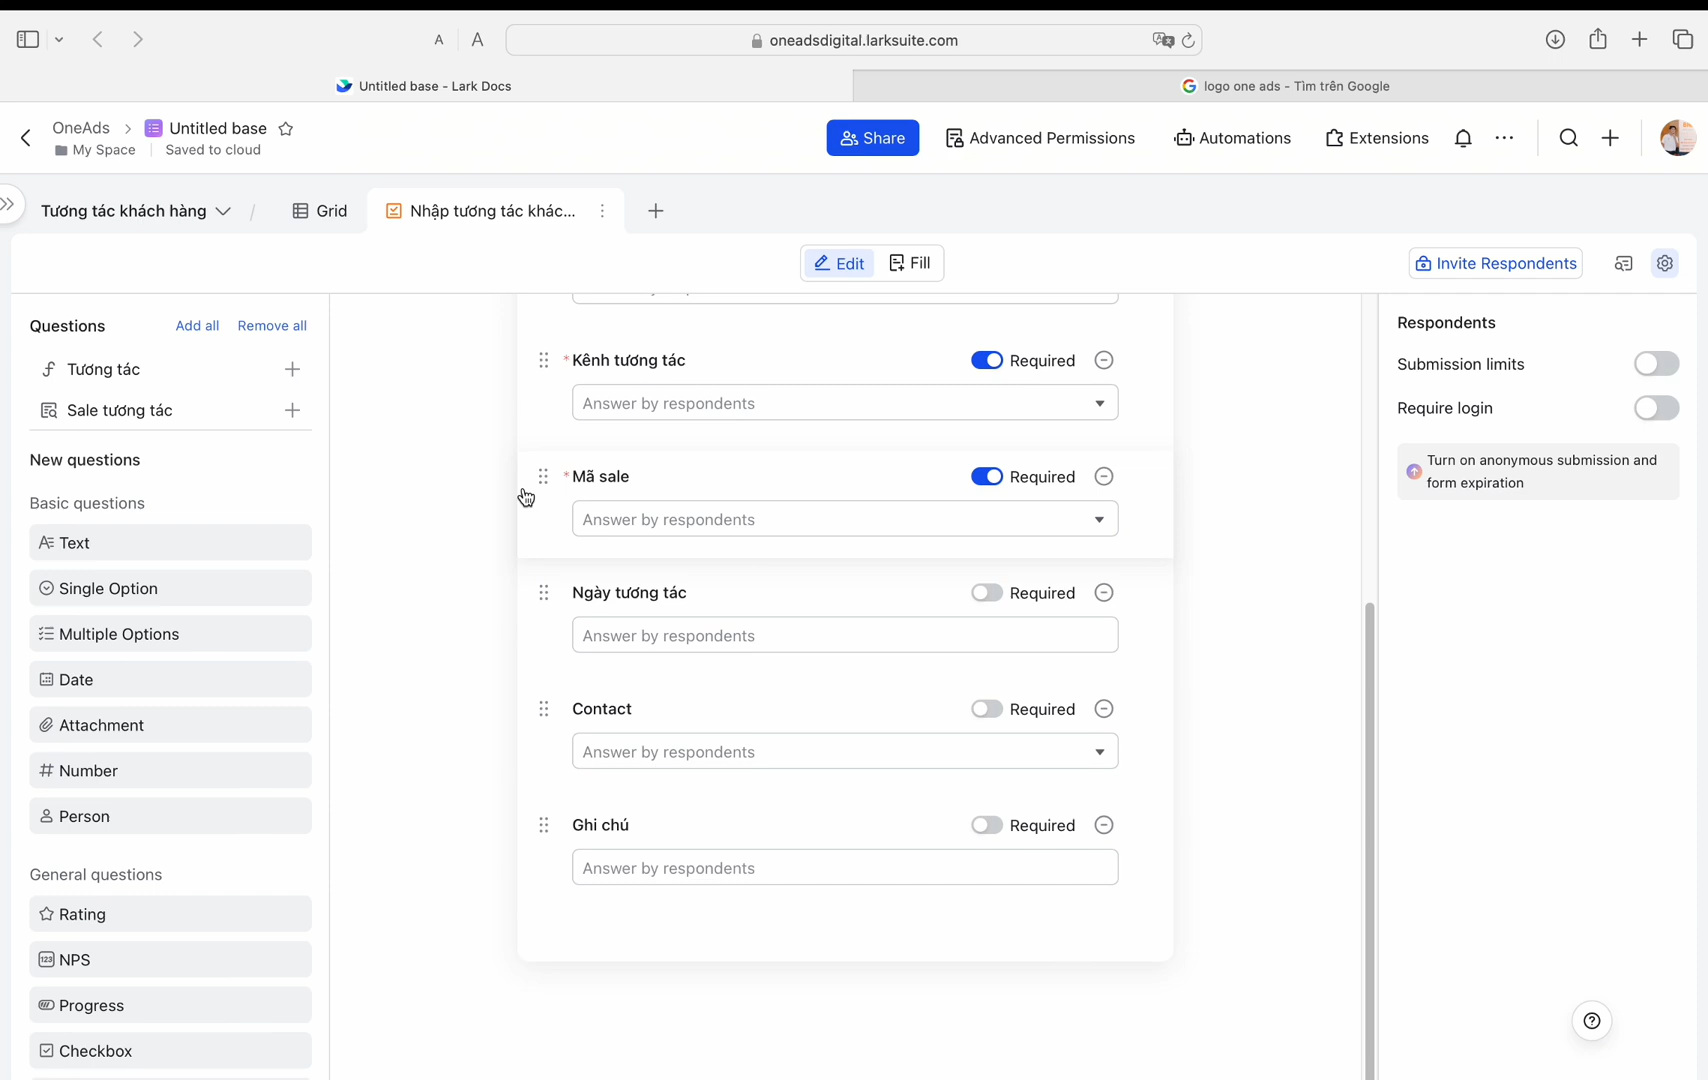 A A oneadsdigital.larksuite.com
Untitled base - Lark Docs
logo one ads - Tìm trên Google
OneAds > Untitled base
My Space | Saved to cloud
Share
Advanced Permissions
Automations
Extensions
Tương tác khách hàng /
Grid
Nhập tương tác khác...
Edit
Fill
Invite Respondents
Questions
Add all
Remove all
Tương tác
Sale tương tác
New questions
Basic questions
Text
Single Option
Multiple Options
Date
Attachment
# Number
Person
General questions
Rating
NPS
Progress
Checkbox
* Kênh tương tác
Required
Answer by respondents
* Mã sale
Required
Answer by respondents
Ngày tương tác
Required
Answer by respondents
Contact
Required
Answer by respondents
Ghi chú
Required
Answer by respondents
Respondents
Submission limits
Require login
Turn on anonymous submission and
form expiration